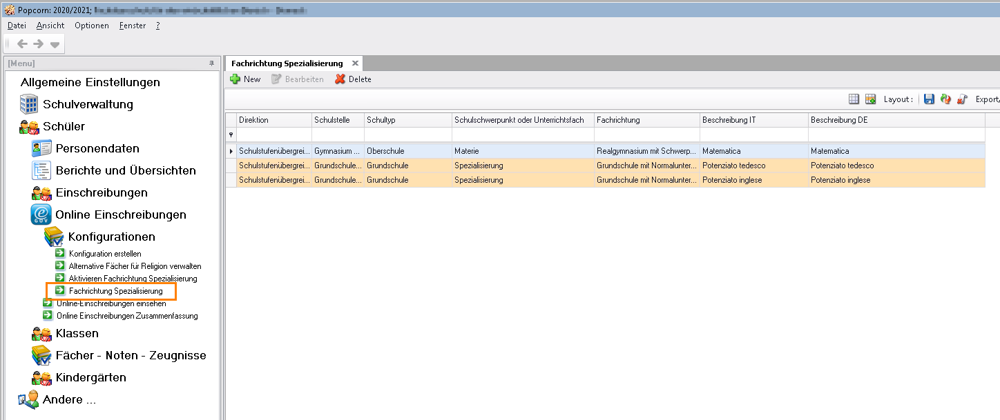 Popcorn: 2020/2021;
Datei Ansicht Optionen Fenster ?
[Menu]
Allgemeine Einstellungen
Schulverwaltung
Schüler
Personendaten
Berichte und Übersichten
Einschreibungen
Online Einschreibungen
Konfigurationen
Konfiguration erstellen
Alternative Fächer für Religion verwalten
Aktivieren Fachrichtung Spezialisierung
Fachrichtung Spezialisierung
Online-Einschreibungen einsehen
Online Einschreibungen Zusammenfassung
Klassen
Fächer - Noten - Zeugnisse
Kindergärten
Andere ...
Fachrichtung Spezialisierung
New Bearbeiten Delete
Layout : Export/
Direktion Schulstelle Schultyp Schulschwerpunkt oder Unterrichtsfach Fachrichtung Beschreibung IT Beschreibung DE
Schulstufenübergrei... Gymnasium ... Oberschule Materie Realgymnasium mit Schwerp... Matematica Matematica
Schulstufenübergrei... Grundschule... Grundschule Spezialisierung Grundschule mit Normalunter... Potenziato tedesco Potenziato tedesco
Schulstufenübergrei... Grundschule... Grundschule Spezialisierung Grundschule mit Normalunter... Potenziato inglese Potenziato inglese